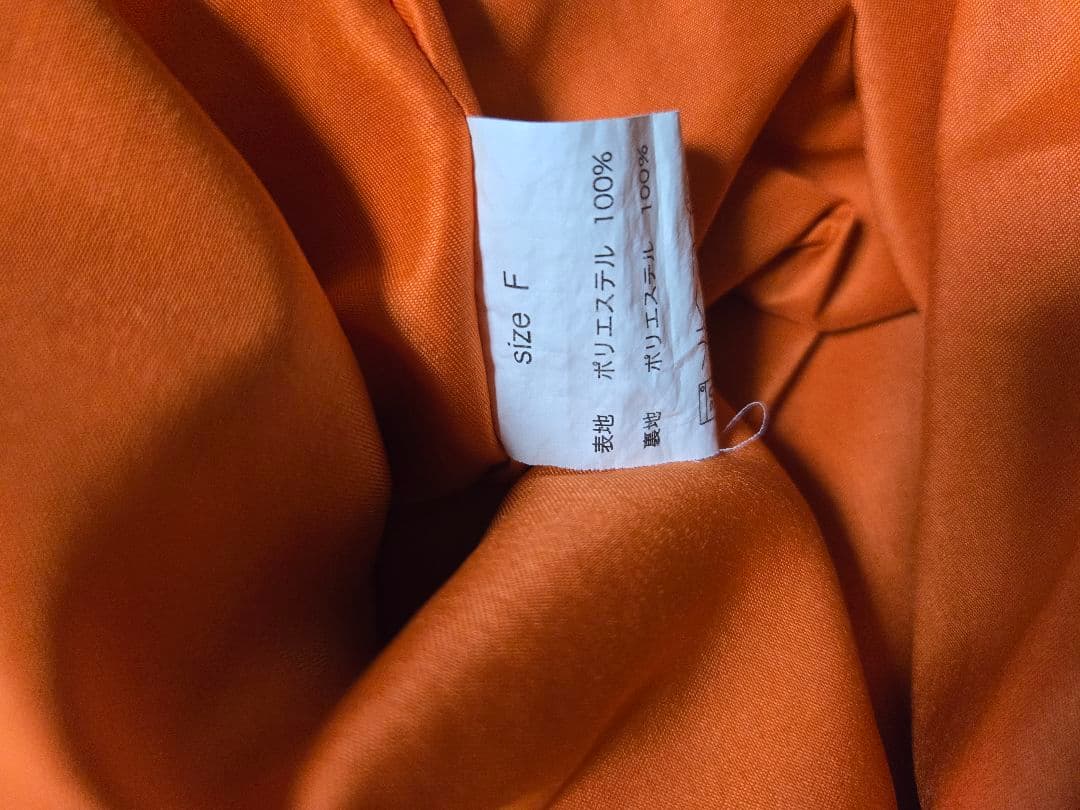 size F
表地 ポリエステル 100%
裏地 ポリエステル 100%